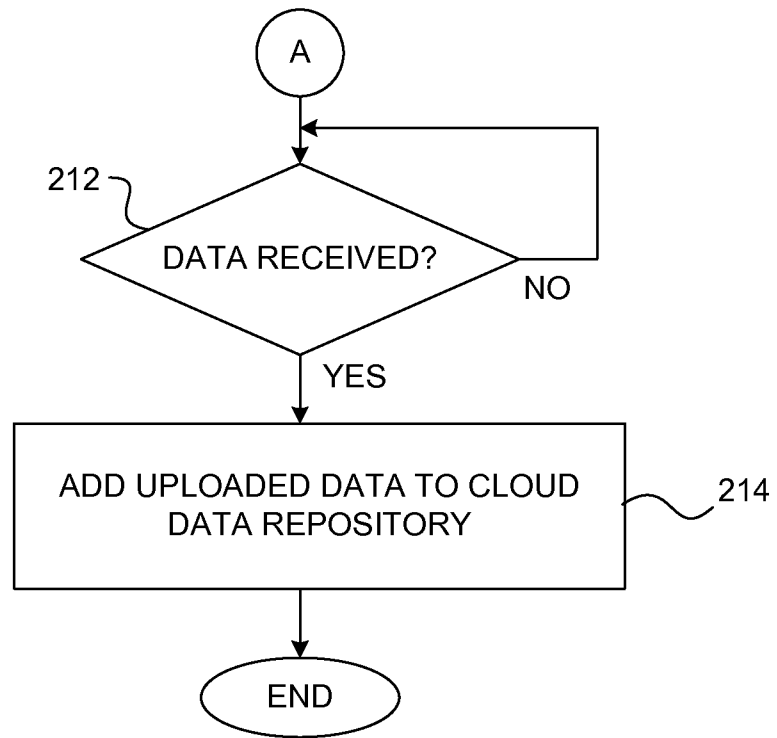 A
212
DATA RECEIVED?
NO
YES
ADD UPLOADED DATA TO CLOUD
DATA REPOSITORY
214
END